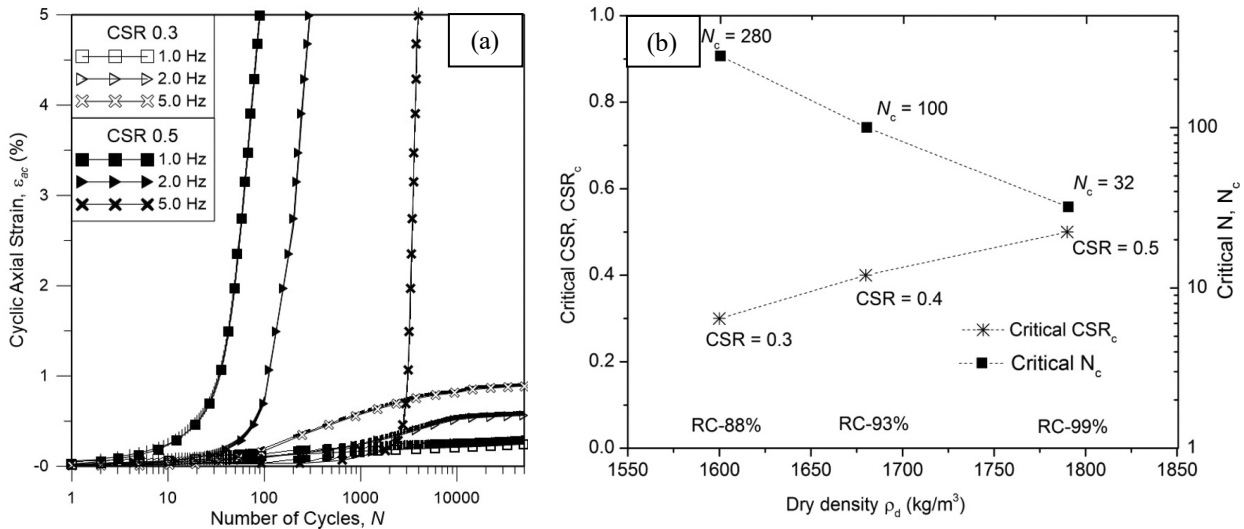 (a)
CSR 0.3
1.0 Hz
2.0 Hz
5.0 Hz
CSR 0.5
1.0 Hz
2.0 Hz
5.0 Hz
Cyclic Axial Strain, εac (%)
5
4
3
2
1
-0
1
10
100
1000
10000
Number of Cycles, N
(b)
Critical CSR, CSRc
1.0
0.8
0.6
0.4
0.2
0.0
Nc = 280
Nc = 100
Nc = 32
CSR = 0.5
CSR = 0.4
CSR = 0.3
Critical CSRc
Critical Nc
RC-88%
RC-93%
RC-99%
100
10
1
Critical N, Nc
1550
1600
1650
1700
1750
1800
1850
Dry density ρd (kg/m³)